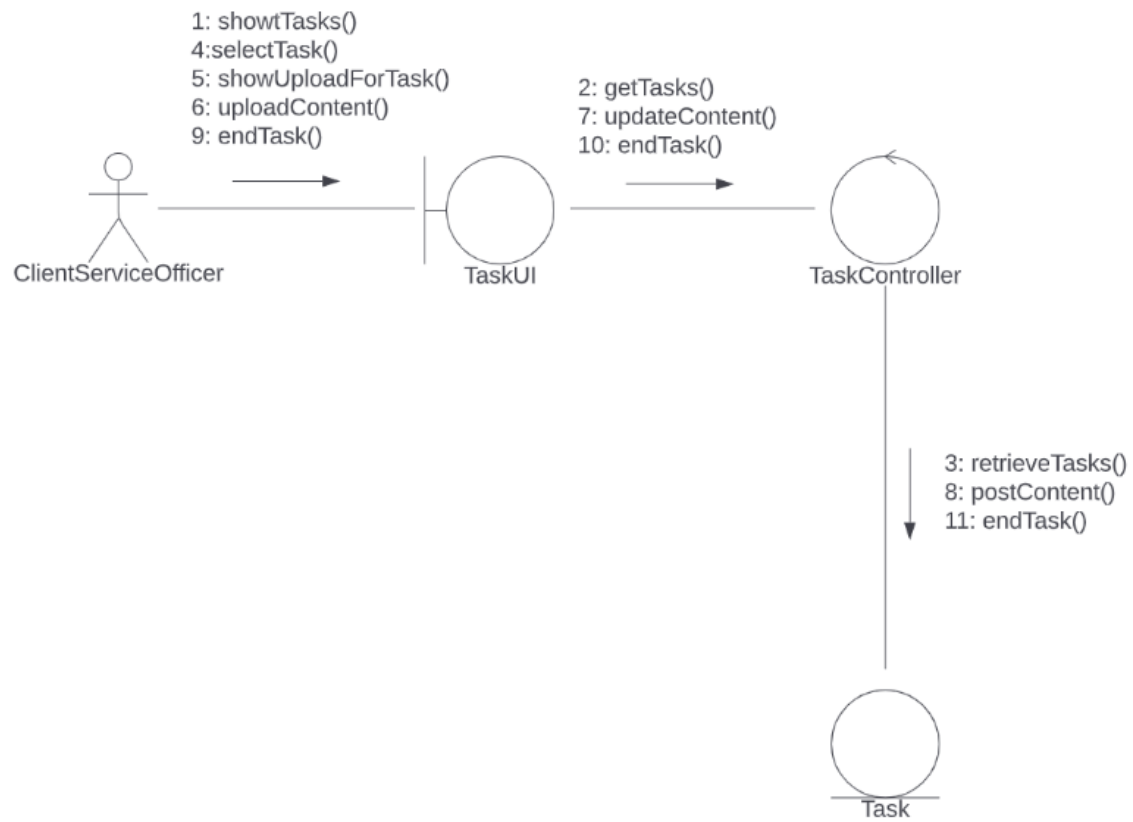 1: showtTasks()
4:selectTask()
5: showUploadForTask()
6: uploadContent()
9: endTask()
2: getTasks()
7: updateContent()
10: endTask()
ClientServiceOfficer
TaskUI
TaskController
3: retrieveTasks()
8: postContent()
11: endTask()
Task